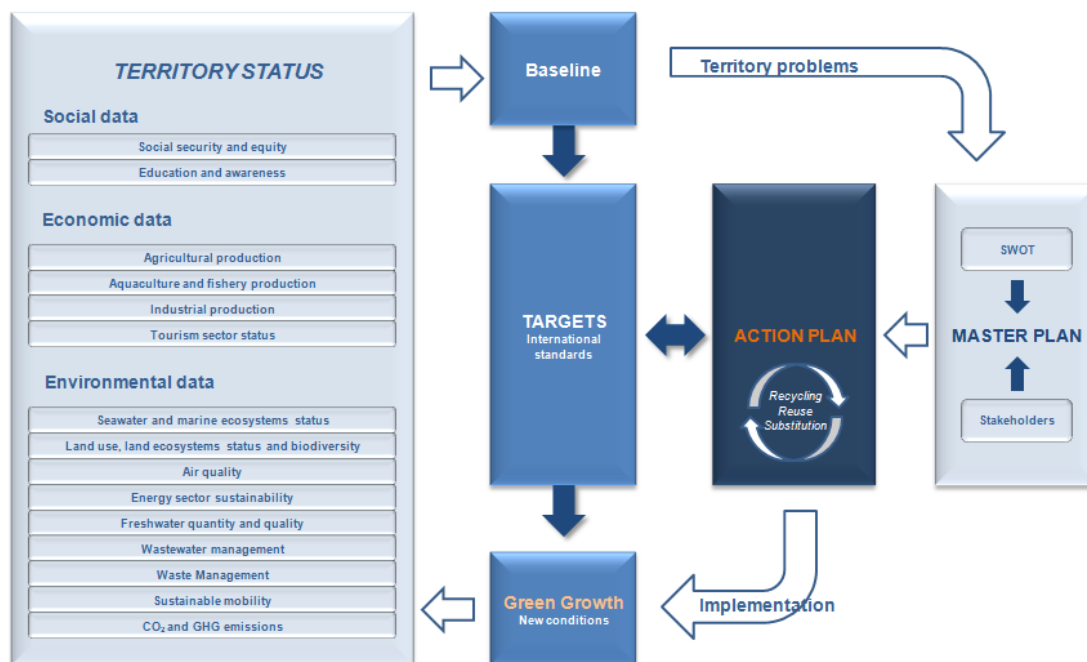 TERRITORY STATUS
Social data
Social security and equity
Education and awareness
Economic data
Agricultural production
Aquaculture and fishery production
Industrial production
Tourism sector status
Environmental data
Seawater and marine ecosystems status
Land use, land ecosystems status and biodiversity
Air quality
Energy sector sustainability
Freshwater quantity and quality
Wastewater management
Waste Management
Sustainable mobility
CO₂ and GHG emissions
Baseline
Territory problems
TARGETS
International
standards
ACTION PLAN
Recycling
Reuse
Substitution
SWOT
MASTER PLAN
Stakeholders
Green Growth
New conditions
Implementation